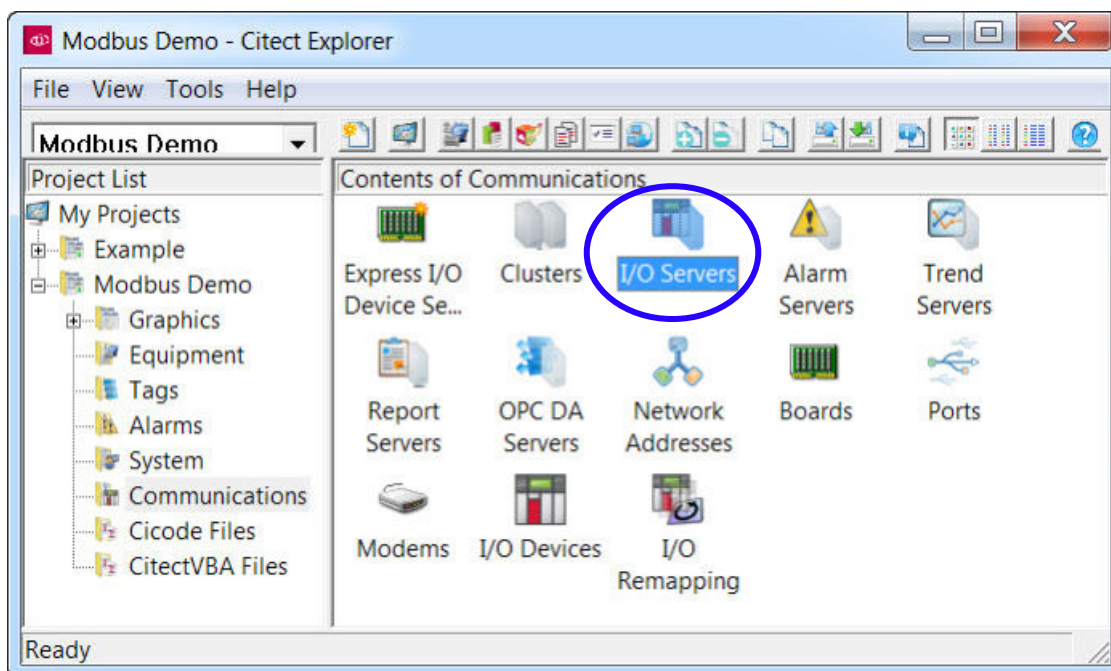 Modbus Demo - Citect Explorer
File View Tools Help
Modbus Demo
Project List
My Projects
Example
Modbus Demo
Graphics
Equipment
Tags
Alarms
System
Communications
Cicode Files
CitectVBA Files
Contents of Communications
Express I/O
Device Se...
Clusters
I/O Servers
Alarm
Servers
Trend
Servers
Report
Servers
OPC DA
Servers
Network
Addresses
Boards
Ports
Modems
I/O Devices
I/O
Remapping
Ready